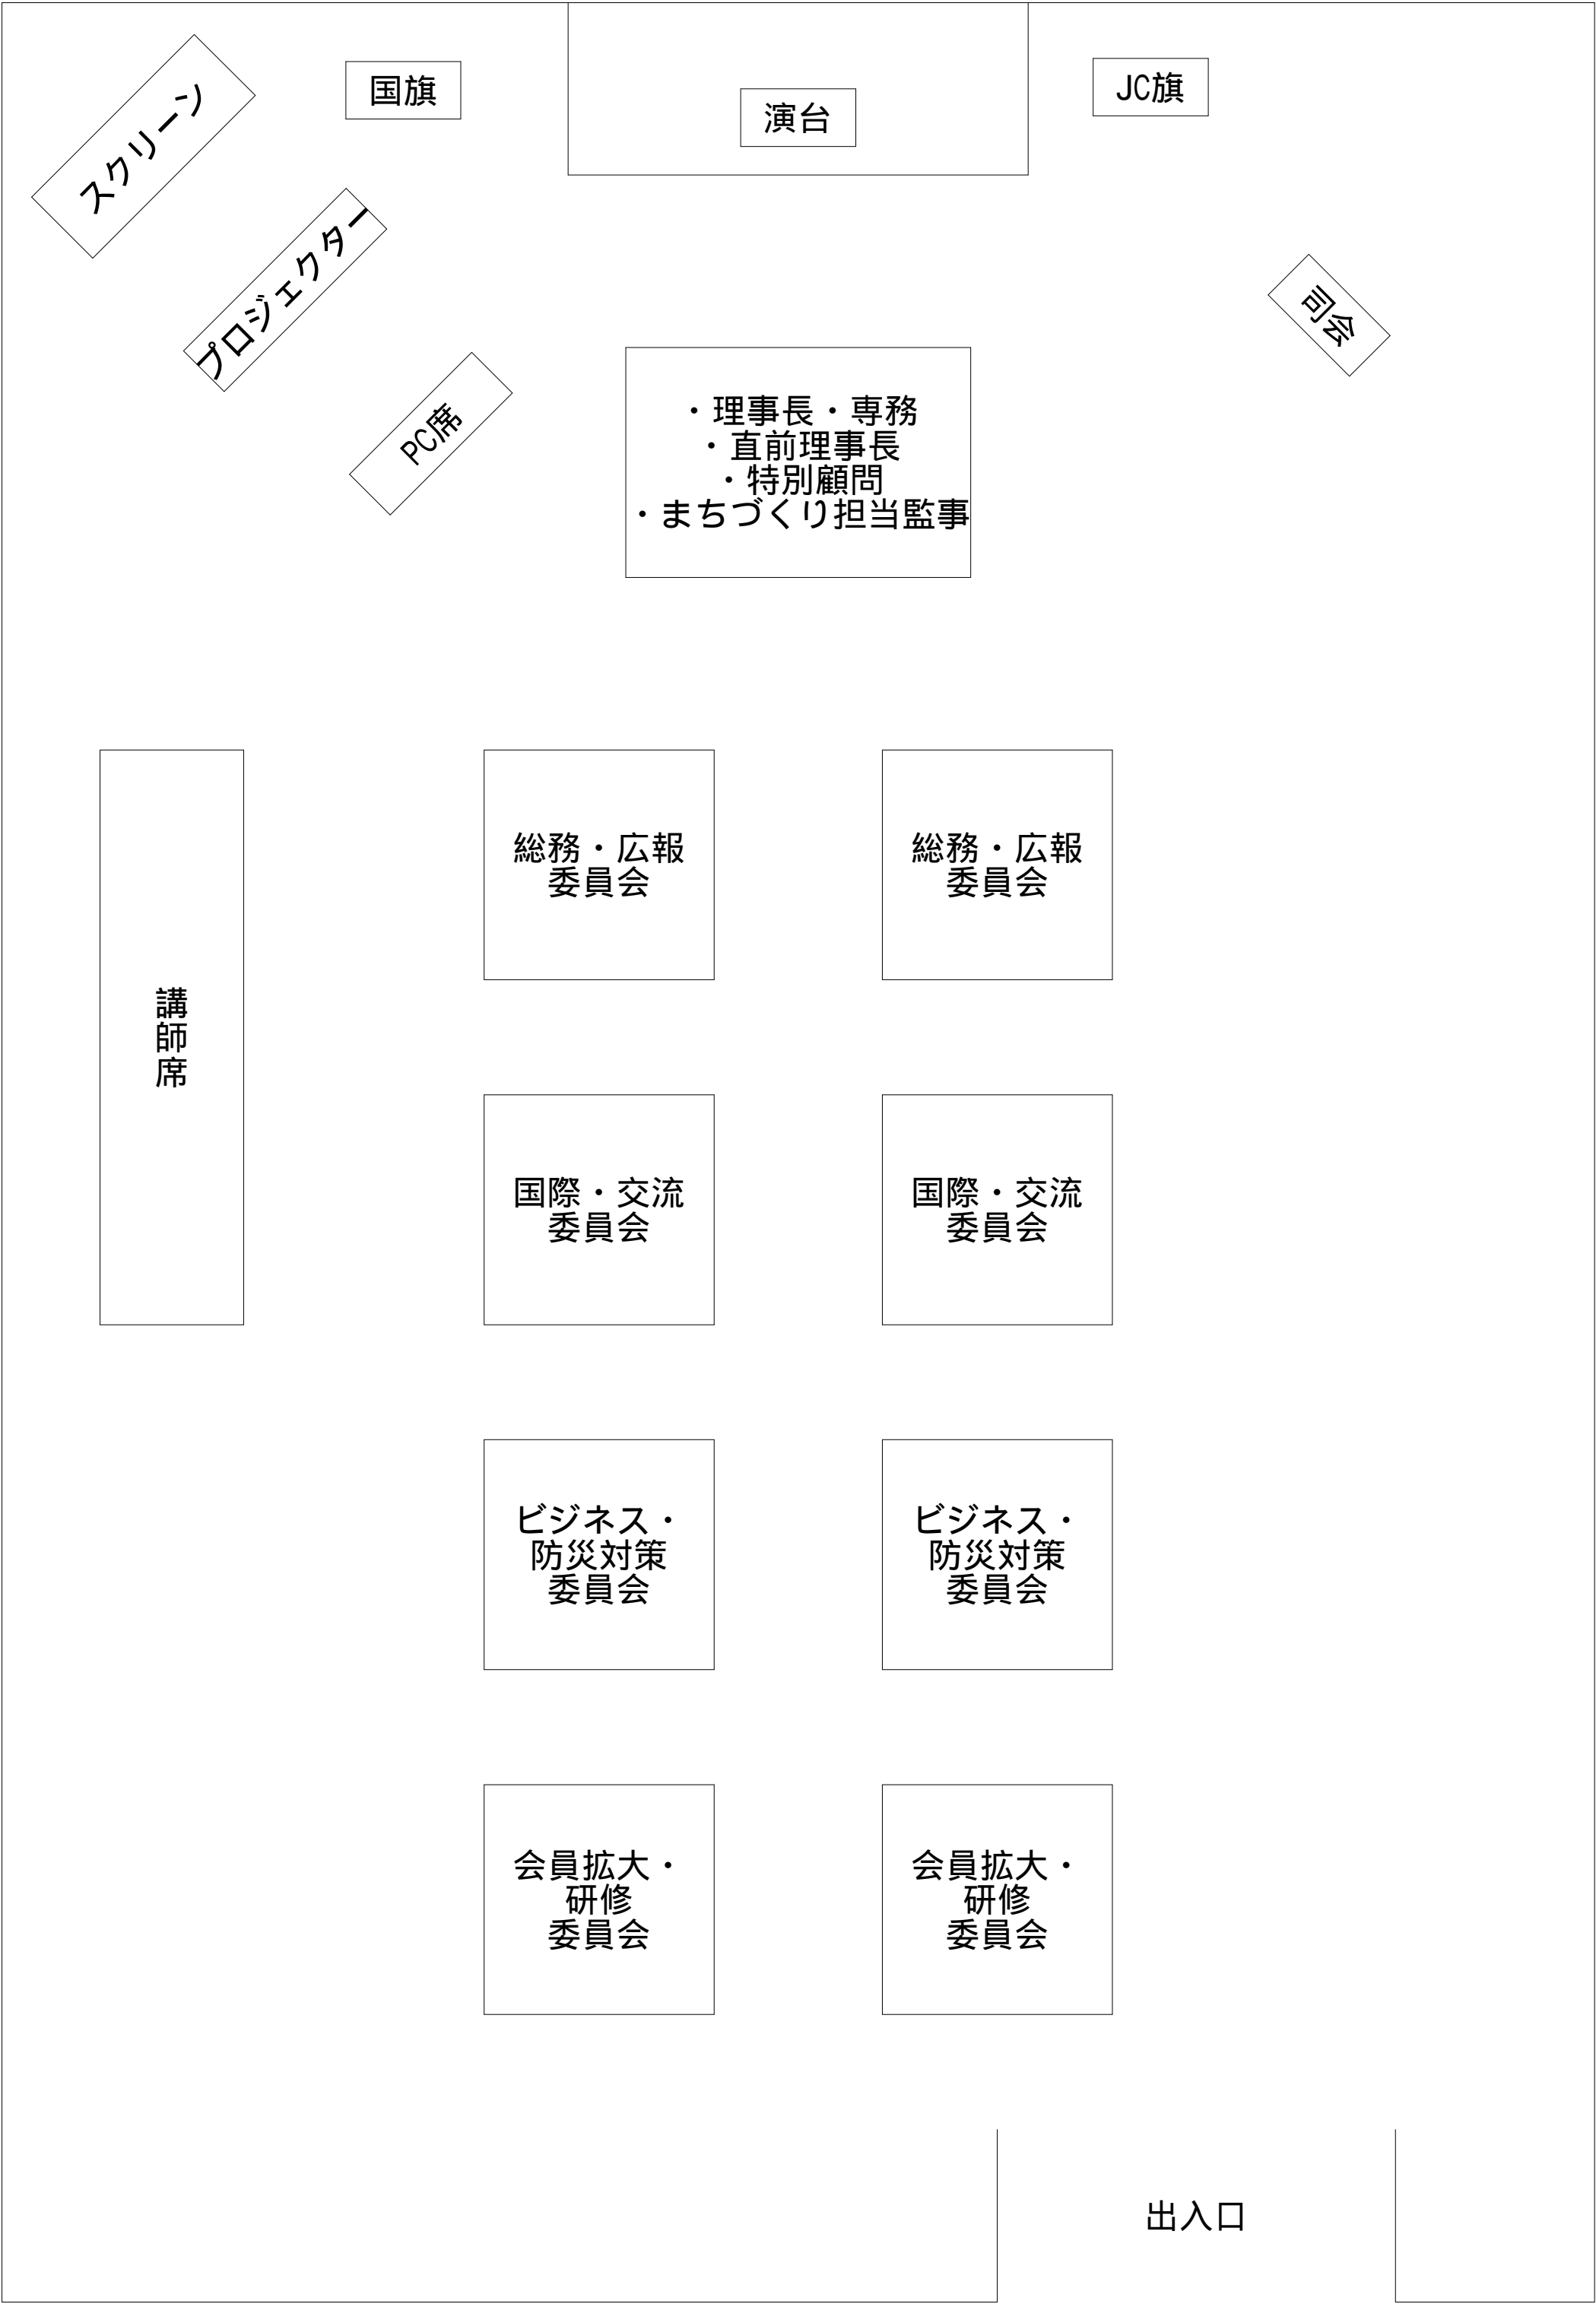 スクリーン
国旗
演台
JC旗
プロジェクター
司会
PC席
・理事長・専務
・直前理事長
・特別顧問
・まちづくり担当監事
総務・広報
委員会
総務・広報
委員会
講師席
国際・交流
委員会
国際・交流
委員会
ビジネス・
防災対策
委員会
ビジネス・
防災対策
委員会
会員拡大・
研修
委員会
会員拡大・
研修
委員会
出入口